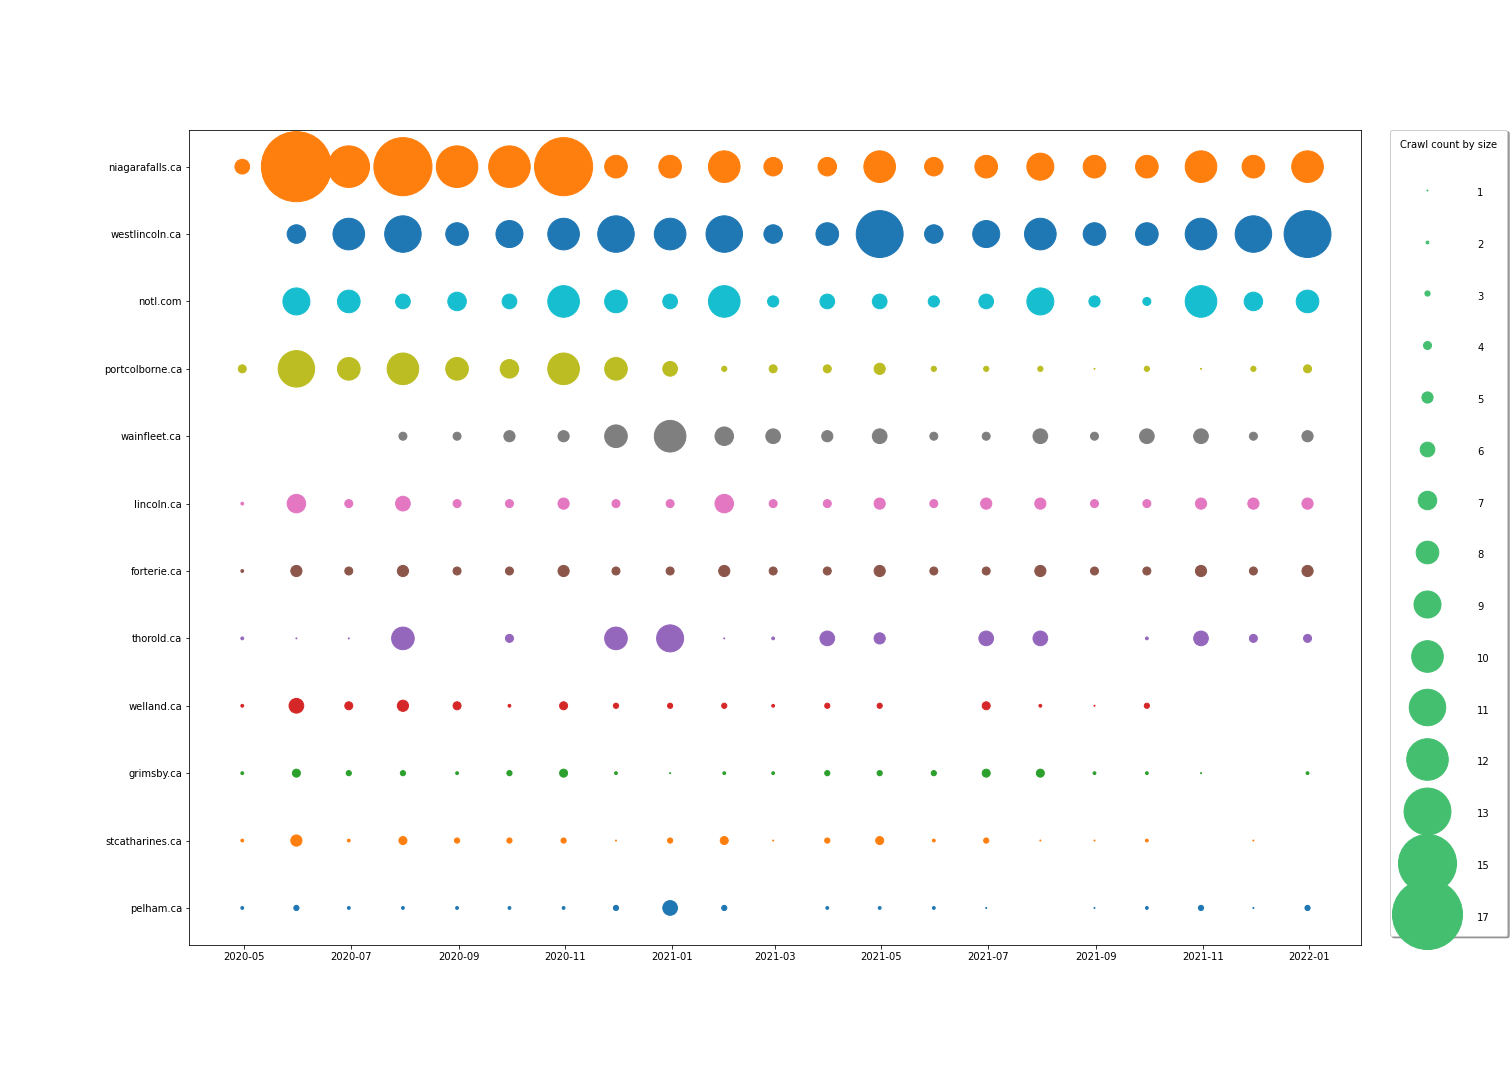 niagarafalls.ca
westlincoln.ca
notl.com
portcolborne.ca
wainfleet.ca
lincoln.ca
forterie.ca
thorold.ca
welland.ca
grimsby.ca
stcatharines.ca
pelham.ca
2020-05 2020-07 2020-09 2020-11 2021-01 2021-03 2021-05 2021-07 2021-09 2021-11 2022-01
Crawl count by size
1
2
3
4
5
6
7
8
9
10
11
12
13
15
17